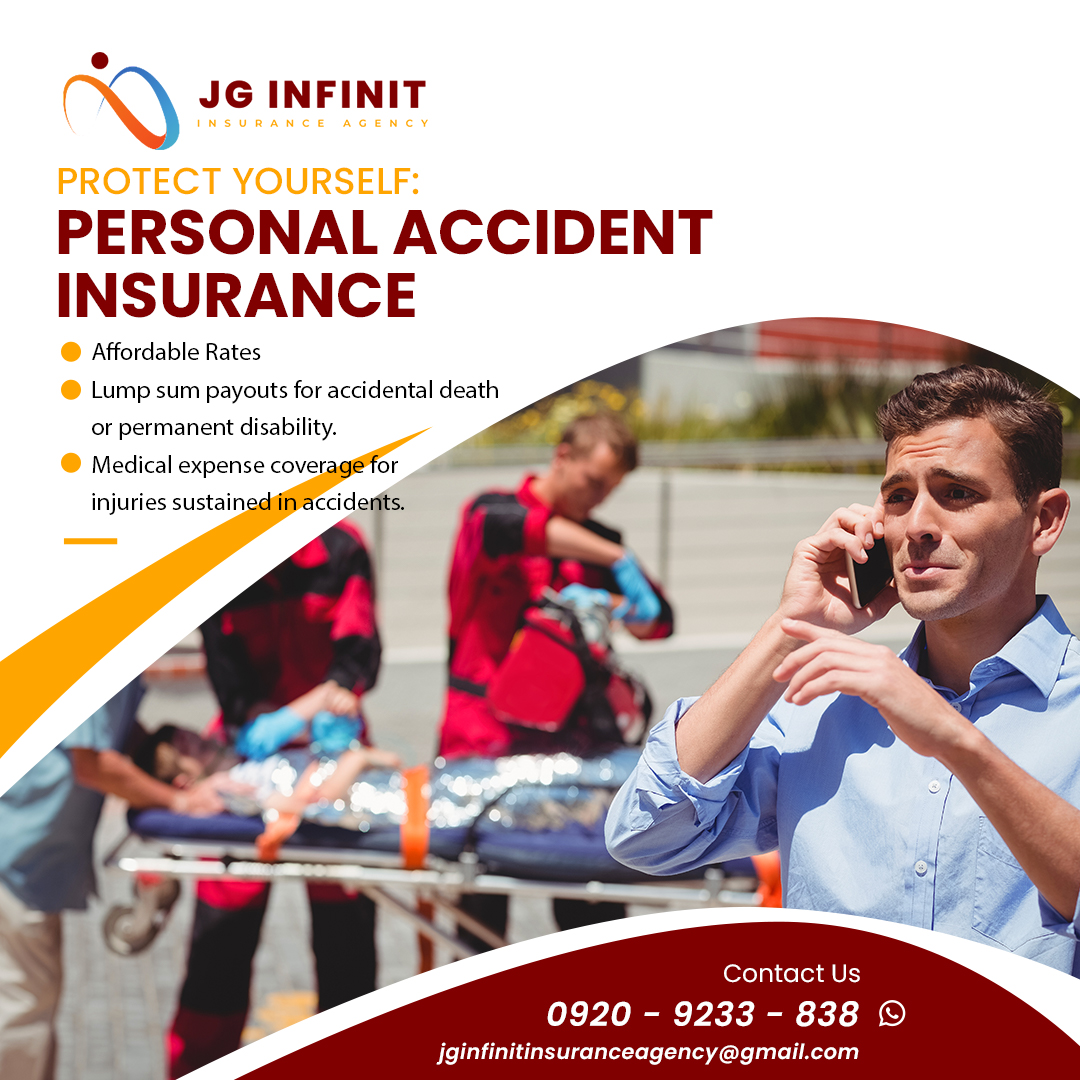 JG INFINIT
INSURANCE AGENCY
PROTECT YOURSELF:
PERSONAL ACCIDENT
INSURANCE
Affordable Rates
Lump sum payouts for accidental death
or permanent disability.
Medical expense coverage for
injuries sustained in accidents.
Contact Us
0920 - 9233 - 838
jginfinitinsuranceagency@gmail.com